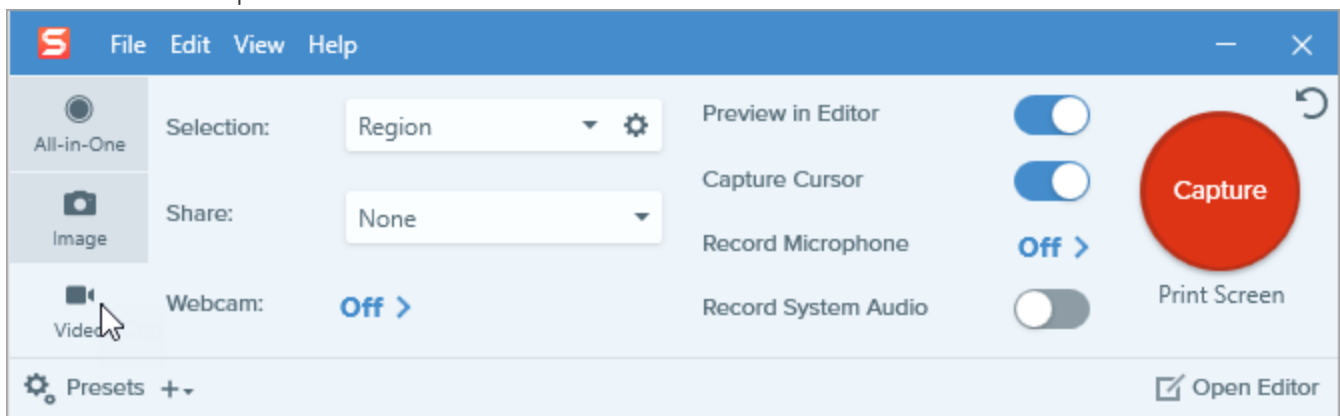 S File Edit View Help
All-in-One
Image
Video
Selection: Region
Share: None
Webcam: Off
Preview in Editor
Capture Cursor
Record Microphone Off
Record System Audio
Capture
Print Screen
Presets
Open Editor